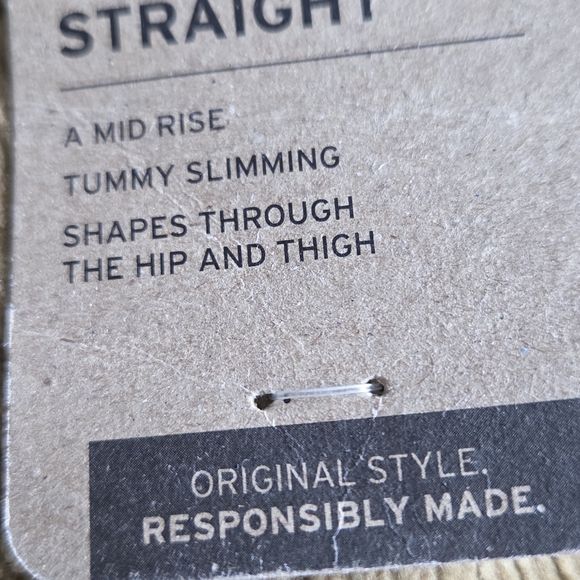 STRAIGHT
A MID RISE
TUMMY SLIMMING
SHAPES THROUGH
THE HIP AND THIGH
ORIGINAL STYLE.
RESPONSIBLY MADE.